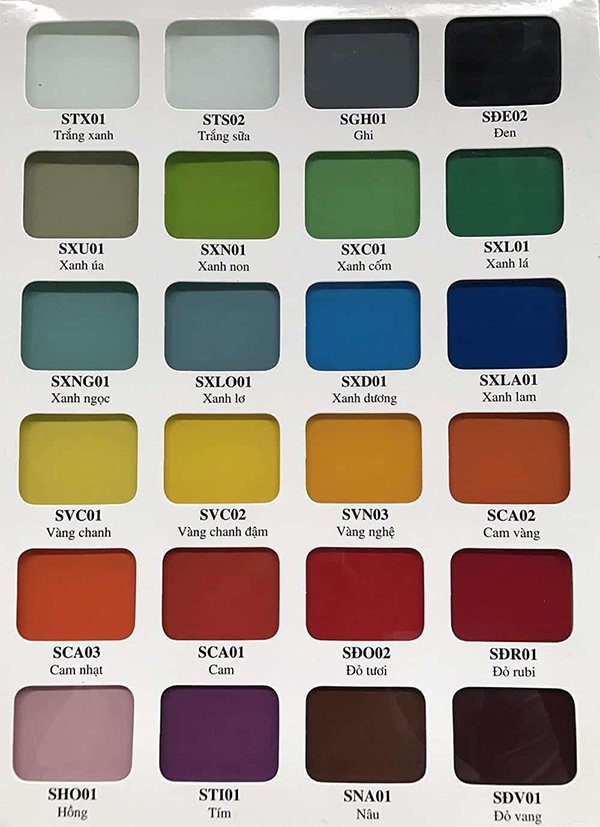 STX01
Trắng xanh
STS02
Trắng sữa
SGH01
Ghi
SĐE02
Đen
SXU01
Xanh úa
SXN01
Xanh non
SXC01
Xanh cốm
SXL01
Xanh lá
SXNG01
Xanh ngọc
SXLO01
Xanh lơ
SXD01
Xanh dương
SXLA01
Xanh lam
SVC01
Vàng chanh
SVC02
Vàng chanh đậm
SVN03
Vàng nghệ
SCA02
Cam vàng
SCA03
Cam nhạt
SCA01
Cam
SĐO02
Đỏ tươi
SĐR01
Đỏ rubi
SHO01
Hồng
STI01
Tím
SNA01
Nâu
SĐV01
Đỏ vang